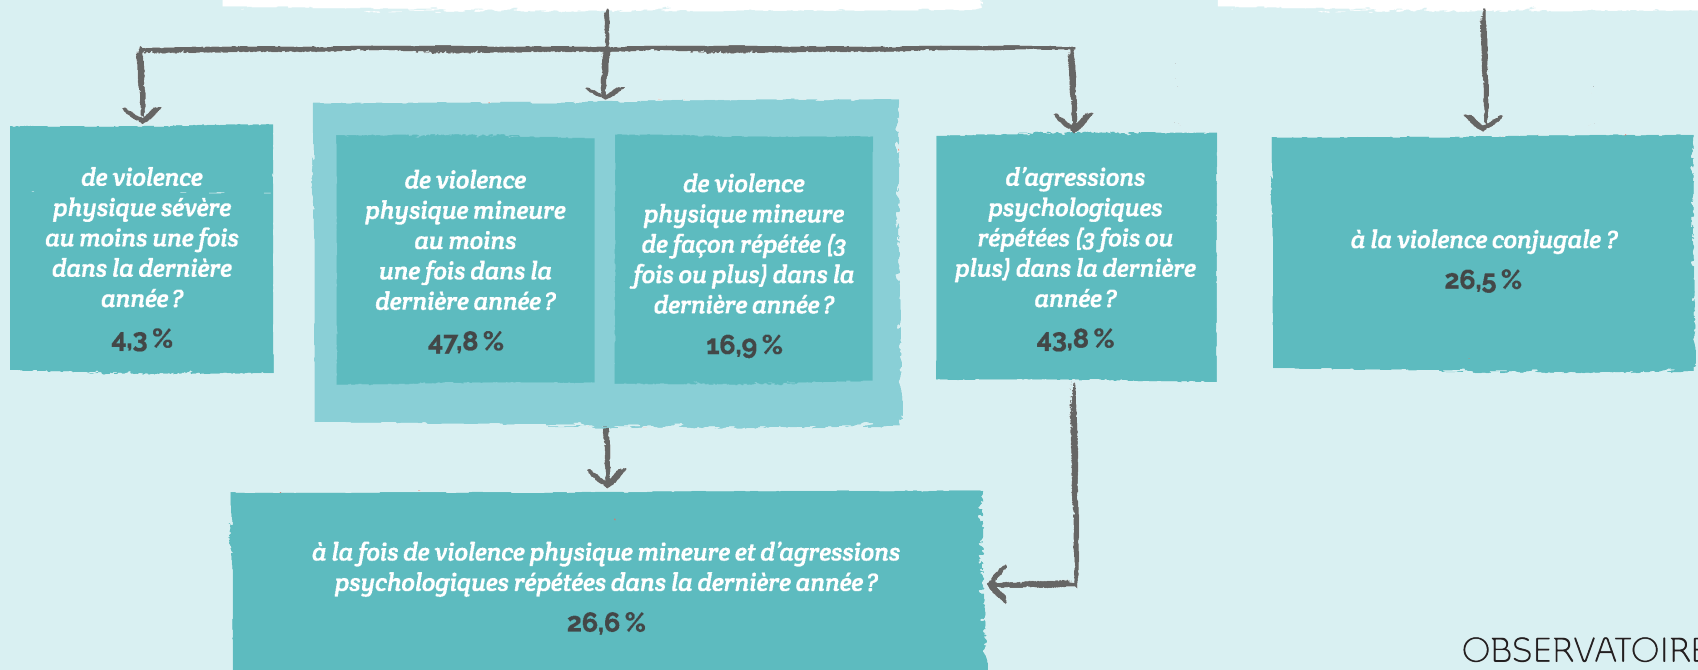 de violence
physique sévère
au moins une fois
dans la dernière
année ?
4,3 %
de violence
physique mineure
au moins
une fois dans la
dernière année ?
47,8 %
de violence
physique mineure
de façon répétée (3
fois ou plus) dans la
dernière année ?
16,9 %
d’agressions
psychologiques
répétées (3 fois ou
plus) dans la dernière
année ?
43,8 %
à la violence conjugale ?
26,5 %
à la fois de violence physique mineure et d’agressions
psychologiques répétées dans la dernière année ?
26,6 %
OBSERVATOIRE